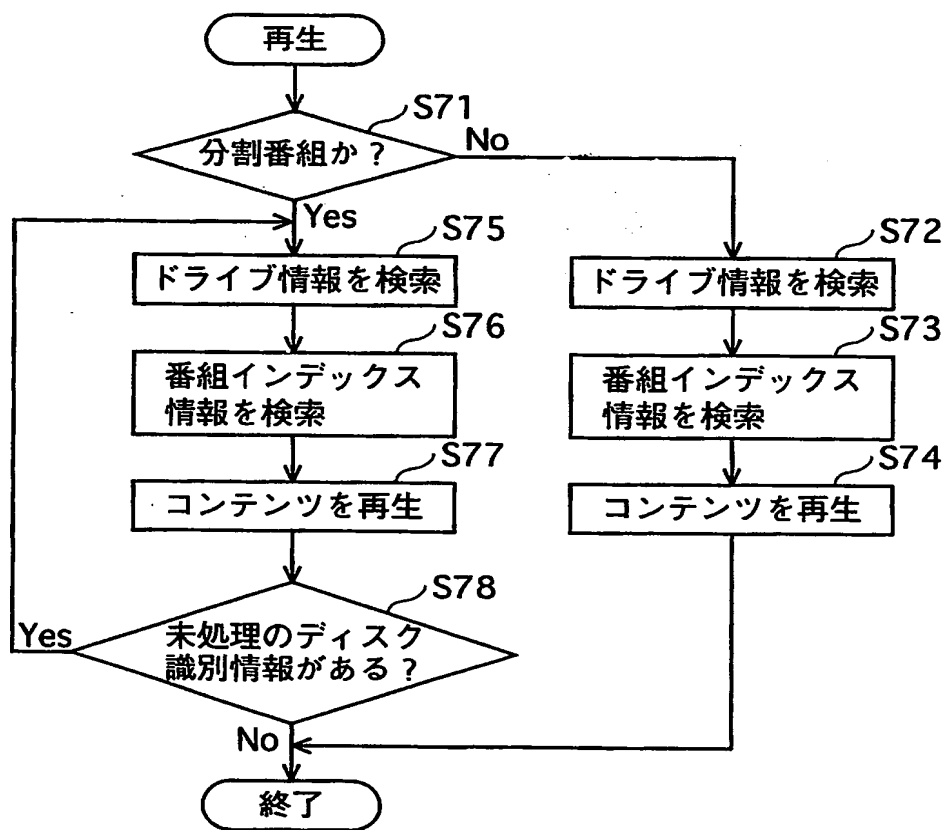 再生
S71
分割番組か?
No
Yes
S75
ドライブ情報を検索
S76
番組インデックス
情報を検索
S77
コンテンツを再生
S78
未処理のディスク
識別情報がある?
Yes
No
S72
ドライブ情報を検索
S73
番組インデックス
情報を検索
S74
コンテンツを再生
終了